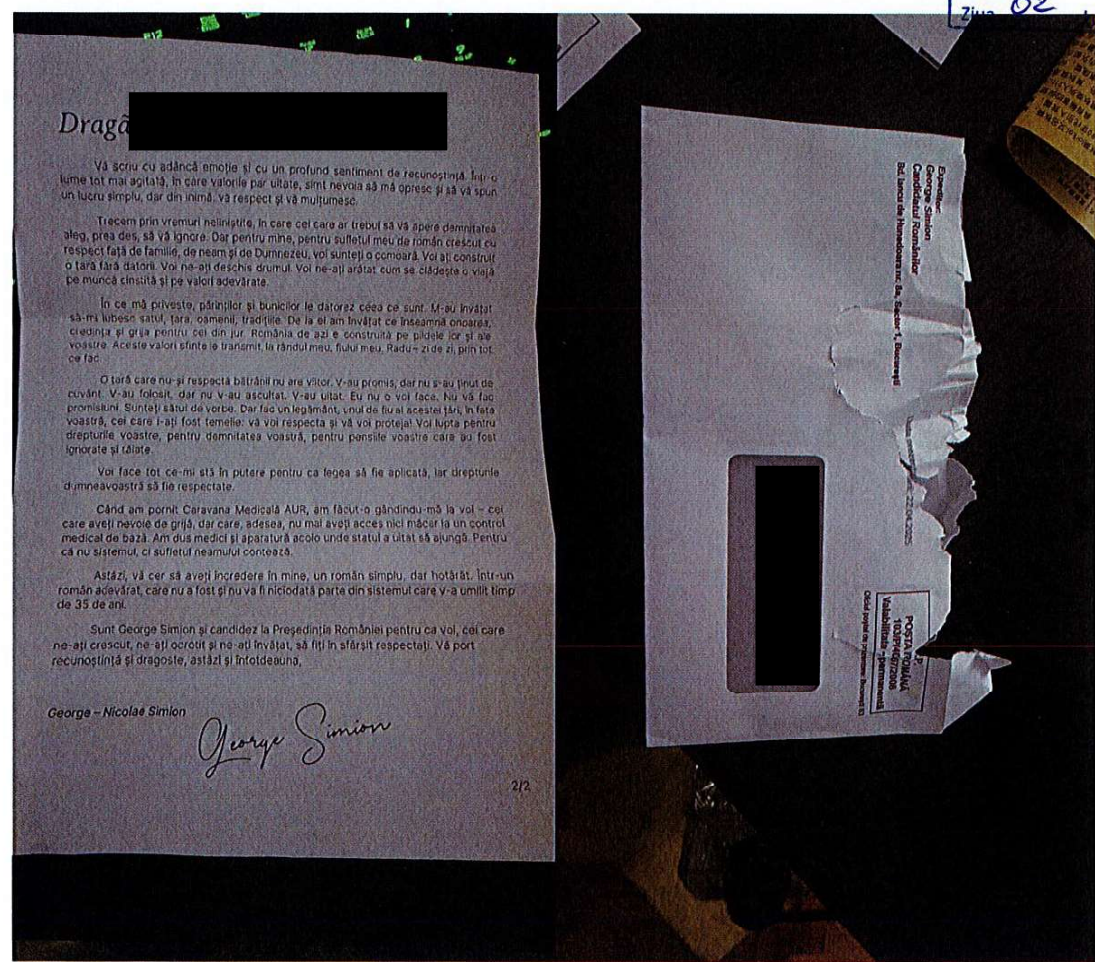 Ziua 02
Dragă
Vă scriu cu adâncă emoție și cu un profund sentiment de recunoștință. Într-o
lume tot mai agitată, în care valorile par uitate, simt nevoia să mă opresc și să vă spun
un lucru simplu, dar din inimă: vă respect și vă mulțumesc.
Trecem prin vremuri neliniștite, în care cei care ar trebui să vă apere demnitatea
aleg, prea des, să vă ignore. Dar pentru mine, pentru sufletul meu de român crescut cu
respect față de familie, de neam și de Dumnezeu, voi sunteți o comoară. Voi ați construit
o țară fără datorii. Voi ne-ați deschis drumul. Voi ne-ați arătat cum se clădește o viață
pe muncă cinstită și pe valori adevărate.
În ce mă privește, părinților și bunicilor le datorez ceea ce sunt. M-au învățat
să-mi iubesc satul, țara, oamenii, tradițiile. De la ei am învățat ce înseamnă onoarea,
credința și grija pentru cei din jur. România de azi e construită pe pildele lor și ale
voastre. Aceste valori sfinte le transmit, la rândul meu, fiului meu, Radu – zi de zi, prin tot
ce fac.
O țară care nu-și respectă bătrânii nu are viitor. V-au promis, dar nu s-au ținut de
cuvânt. V-au folosit, dar nu v-au ascultat. V-au uitat. Eu nu o voi face. Nu vă fac
promisiuni. Sunteți sătui de vorbe. Dar fac un legământ, unul de fiu al acestei țări, în fața
voastră, cei care i-ați fost temelie: vă voi respecta și vă voi proteja! Voi lupta pentru
drepturile voastre, pentru demnitatea voastră, pentru pensiile voastre care au fost
ignorate și tăiate.
Voi face tot ce-mi stă în putere pentru ca legea să fie aplicată, iar drepturile
dumneavoastră să fie respectate.
Când am pornit Caravana Medicală AUR, am făcut-o gândindu-mă la voi – cei
care aveți nevoie de grijă, dar care, adesea, nu mai aveți acces nici măcar la un control
medical de bază. Am dus medici și aparatură acolo unde statul a uitat să ajungă. Pentru
că nu sistemul, ci sufletul neamului contează.
Astăzi, vă cer să aveți încredere în mine, un român simplu, dar hotărât. Într-un
român adevărat, care nu a fost și nu va fi niciodată parte din sistemul care v-a umilit timp
de 35 de ani.
Sunt George Simion și candidez la Președinția României pentru ca voi, cei care
ne-ați crescut, ne-ați ocrotit și ne-ați învățat, să fiți în sfârșit respectați. Vă port
recunoștință și dragoste, astăzi și întotdeauna,
George – Nicolae Simion
George Simion
2/2
Expeditor:
George Simion
Candidatul Românilor
Bd. Iancu de Hunedoara nr. 8a, Sector 1, București
POȘTA ROMÂNĂ
Valabilitate - permanentă